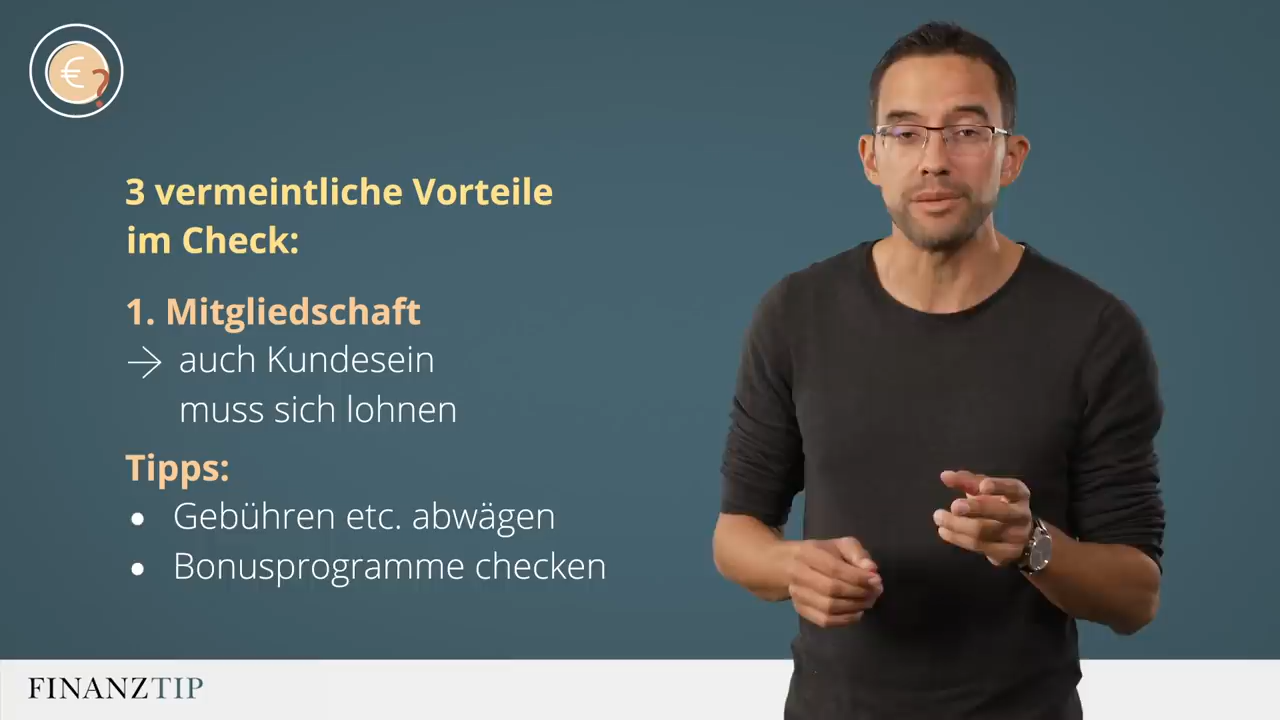 €?
3 vermeintliche Vorteile
im Check:
1. Mitgliedschaft
→ auch Kundesein
muss sich lohnen
Tipps:
• Gebühren etc. abwägen
• Bonusprogramme checken
FINANZTIP